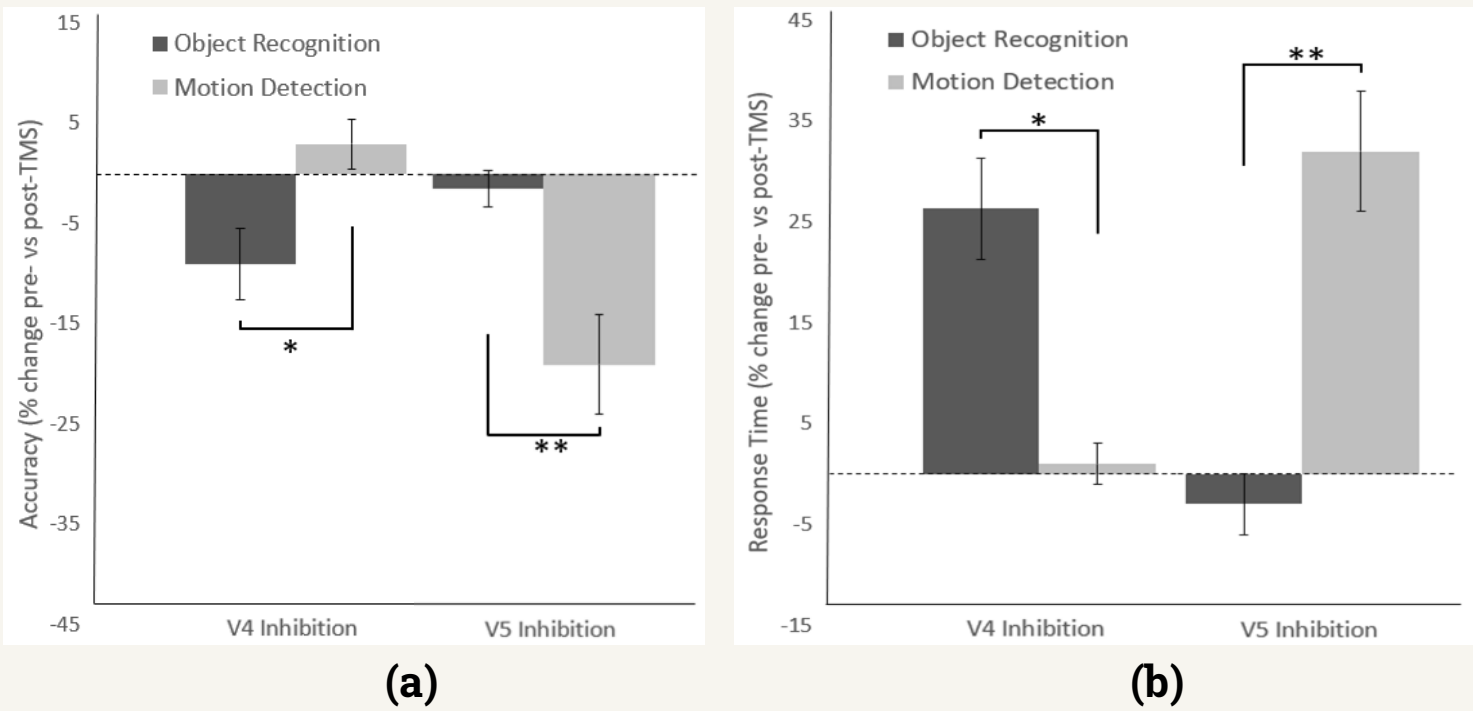 Accuracy (% change pre- vs post-TMS)
15
5
-5
-15
-25
-35
-45
Object Recognition
Motion Detection
*
**
V4 Inhibition
V5 Inhibition
(a)
Response Time (% change pre- vs post-TMS)
45
35
25
15
5
-5
-15
Object Recognition
Motion Detection
*
**
V4 Inhibition
V5 Inhibition
(b)